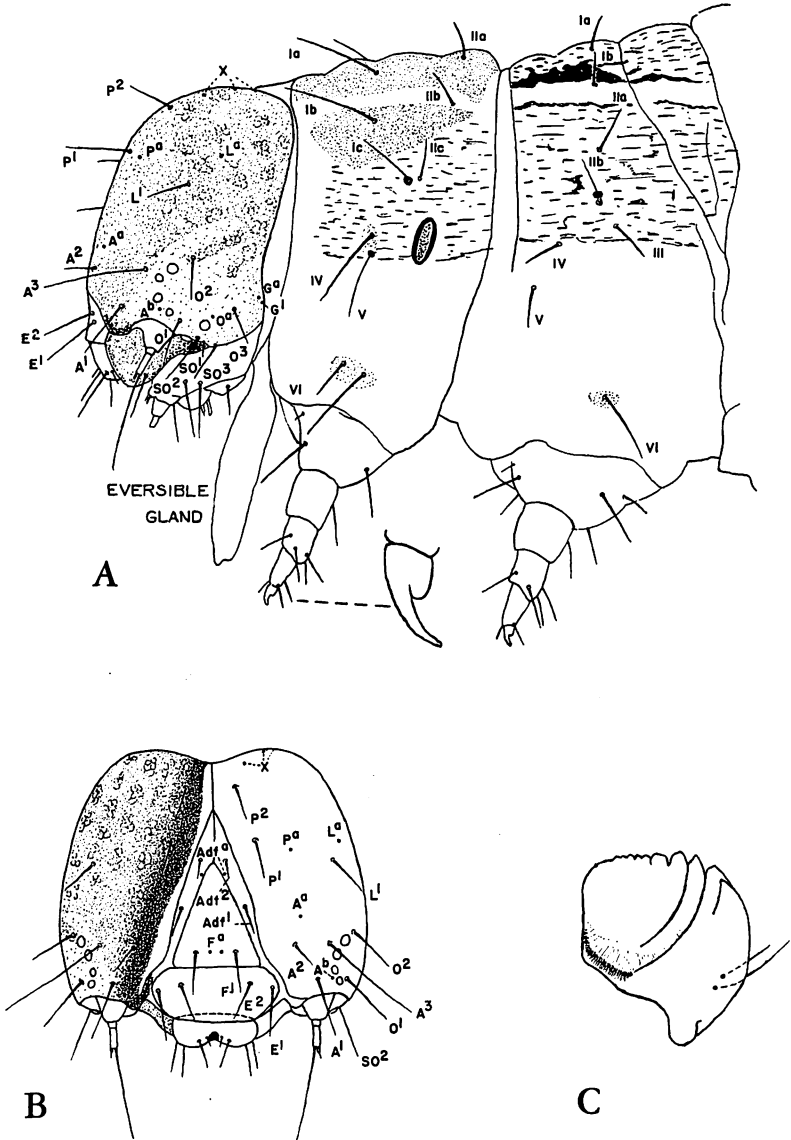 Ia
IIa
Ia
Ib
X
P2
Ib
IIb
IIa
P1
Pa
La
Ic
IIc
IIb
L1
Aa
A2
III
IV
IV
A3
O2
Ga
G1
V
V
Ab
Oa
E2
O1
E1
SO1
O3
A1
SO2
SO3
VI
VI
EVERSIBLE
GLAND
A
X
P2
Adfa
Pa
La
P1
L1
Adf2
Aa
Adf1
Fa
A2
Ab
O2
F1
E2
A3
O1
E1
A1
SO2
B
C